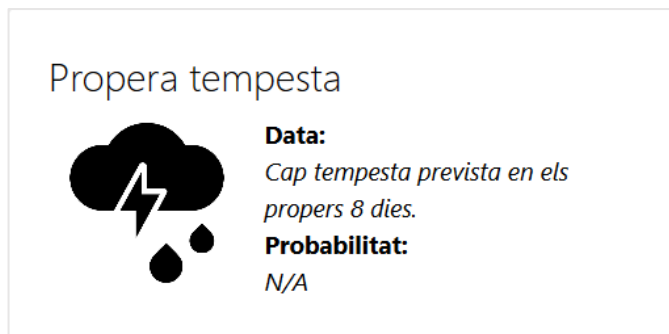 Propera tempesta
Data:
Cap tempesta prevista en els
propers 8 dies.
Probabilitat:
N/A